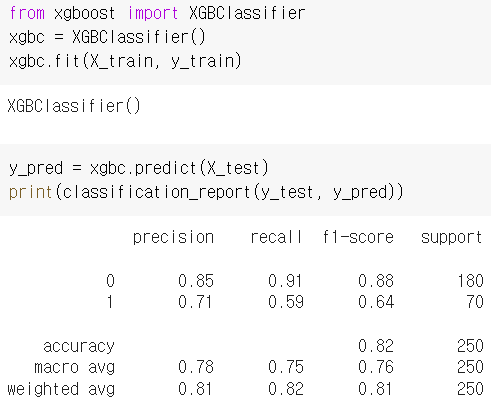 from xgboost import XGBClassifier
xgbc = XGBClassifier()
xgbc.fit(X_train, y_train)
XGBClassifier()
y_pred = xgbc.predict(X_test)
print(classification_report(y_test, y_pred))
precision recall f1-score support
0 0.85 0.91 0.88 180
1 0.71 0.59 0.64 70
accuracy 0.82 250
macro avg 0.78 0.75 0.76 250
weighted avg 0.81 0.82 0.81 250